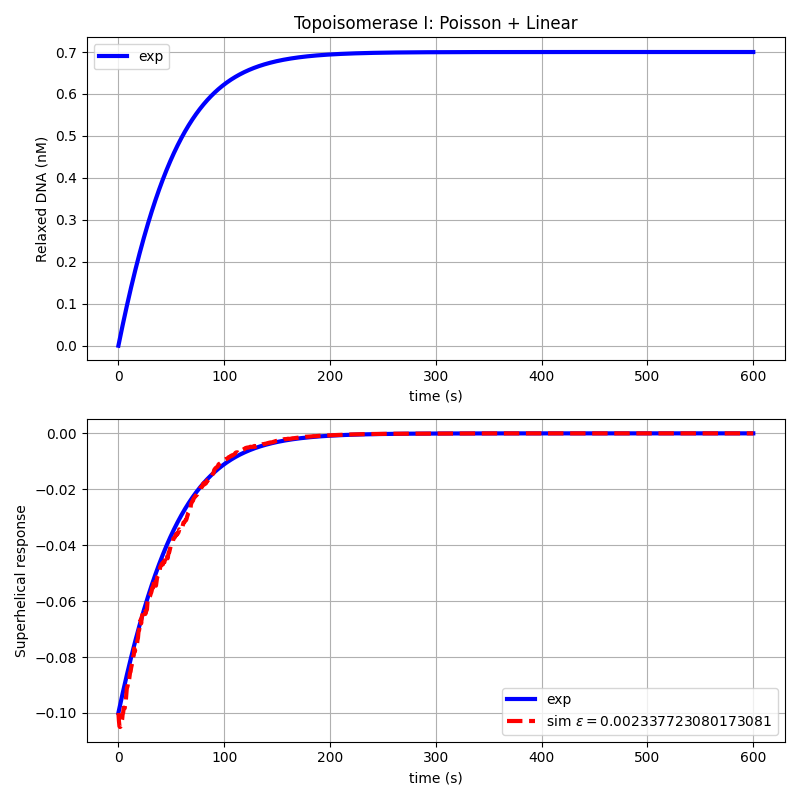 Topoisomerase I: Poisson + Linear
exp
0.7
0.6
0.5
0.4
0.3
0.2
0.1
0.0
Relaxed DNA (nM)
0 100 200 300 400 500 600
time (s)
0.00
−0.02
−0.04
−0.06
−0.08
−0.10
Superhelical response
exp
sim ε = 0.002337723080173081
0 100 200 300 400 500 600
time (s)